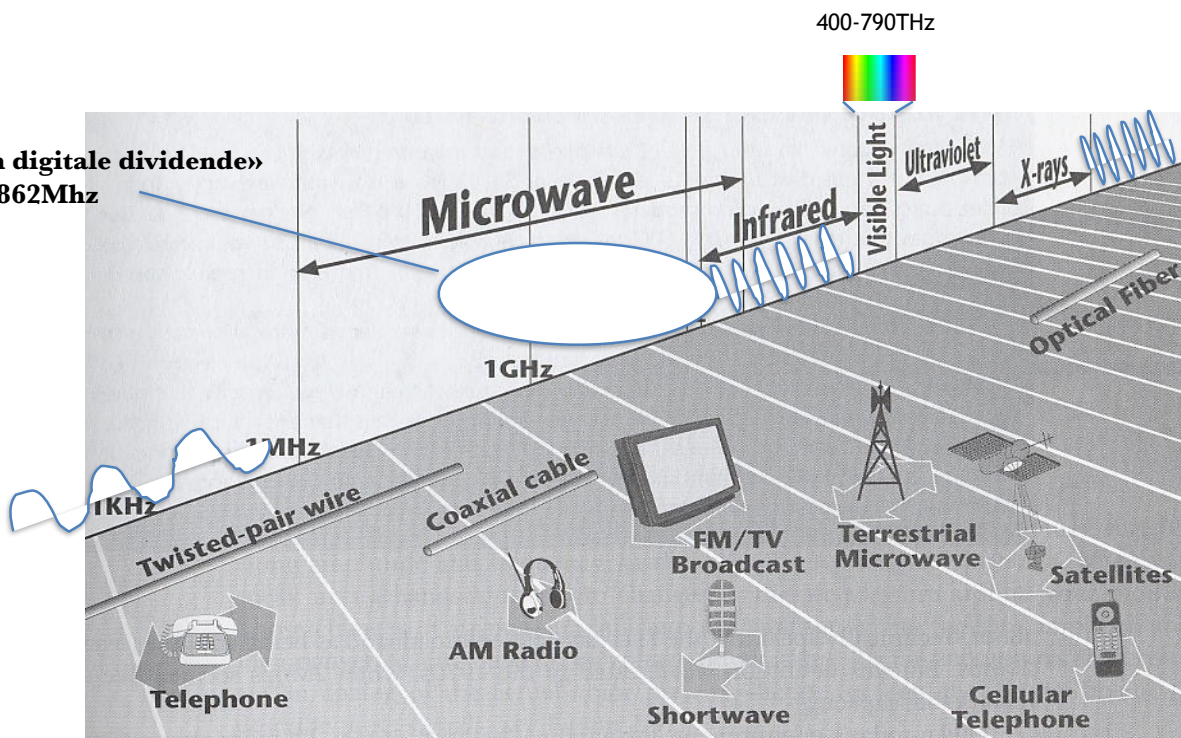 400-790THz
digitale dividende»
862Mhz
Microwave
Infrared
Visible Light
Ultraviolet
X-rays
Optical Fiber
1GHz
1MHz
1KHz
Twisted-pair wire
Coaxial cable
FM/TV
Broadcast
Terrestrial
Microwave
Satellites
AM Radio
Telephone
Shortwave
Cellular
Telephone